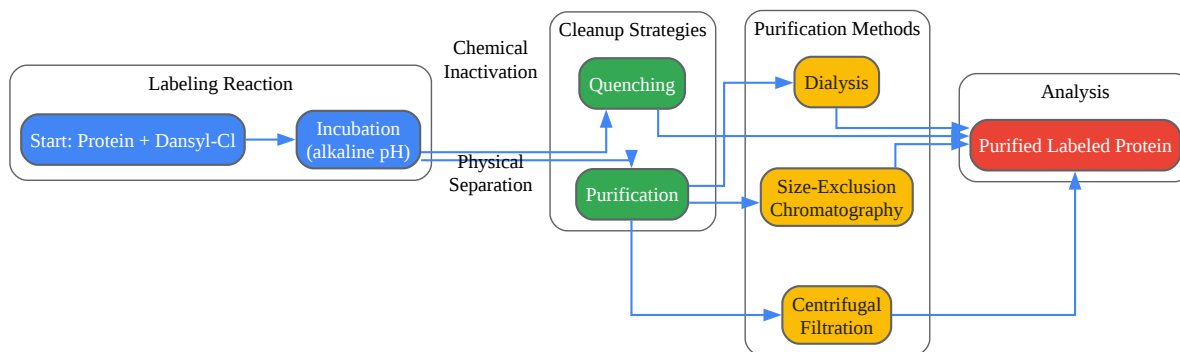 Labeling Reaction
Start: Protein + Dansyl-Cl
Incubation
(alkaline pH)
Chemical
Inactivation
Physical
Separation
Cleanup Strategies
Quenching
Purification
Purification Methods
Dialysis
Size-Exclusion
Chromatography
Centrifugal
Filtration
Analysis
Purified Labeled Protein